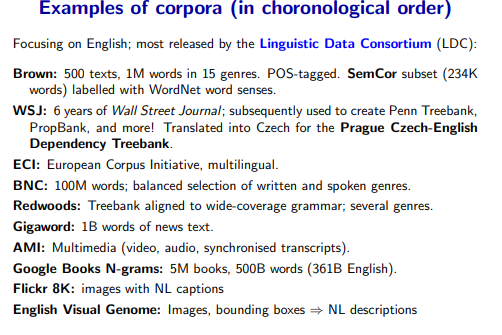 Examples of corpora (in choronological order)
Focusing on English; most released by the Linguistic Data Consortium (LDC):
Brown: 500 texts, 1M words in 15 genres. POS-tagged. SemCor subset (234K
words) labelled with WordNet word senses.
WSJ: 6 years of Wall Street Journal; subsequently used to create Penn Treebank,
PropBank, and more! Translated into Czech for the Prague Czech-English
Dependency Treebank.
ECI: European Corpus Initiative, multilingual.
BNC: 100M words; balanced selection of written and spoken genres.
Redwoods: Treebank aligned to wide-coverage grammar; several genres.
Gigaword: 1B words of news text.
AMI: Multimedia (video, audio, synchronised transcripts).
Google Books N-grams: 5M books, 500B words (361B English).
Flickr 8K: images with NL captions
English Visual Genome: Images, bounding boxes ⇒ NL descriptions